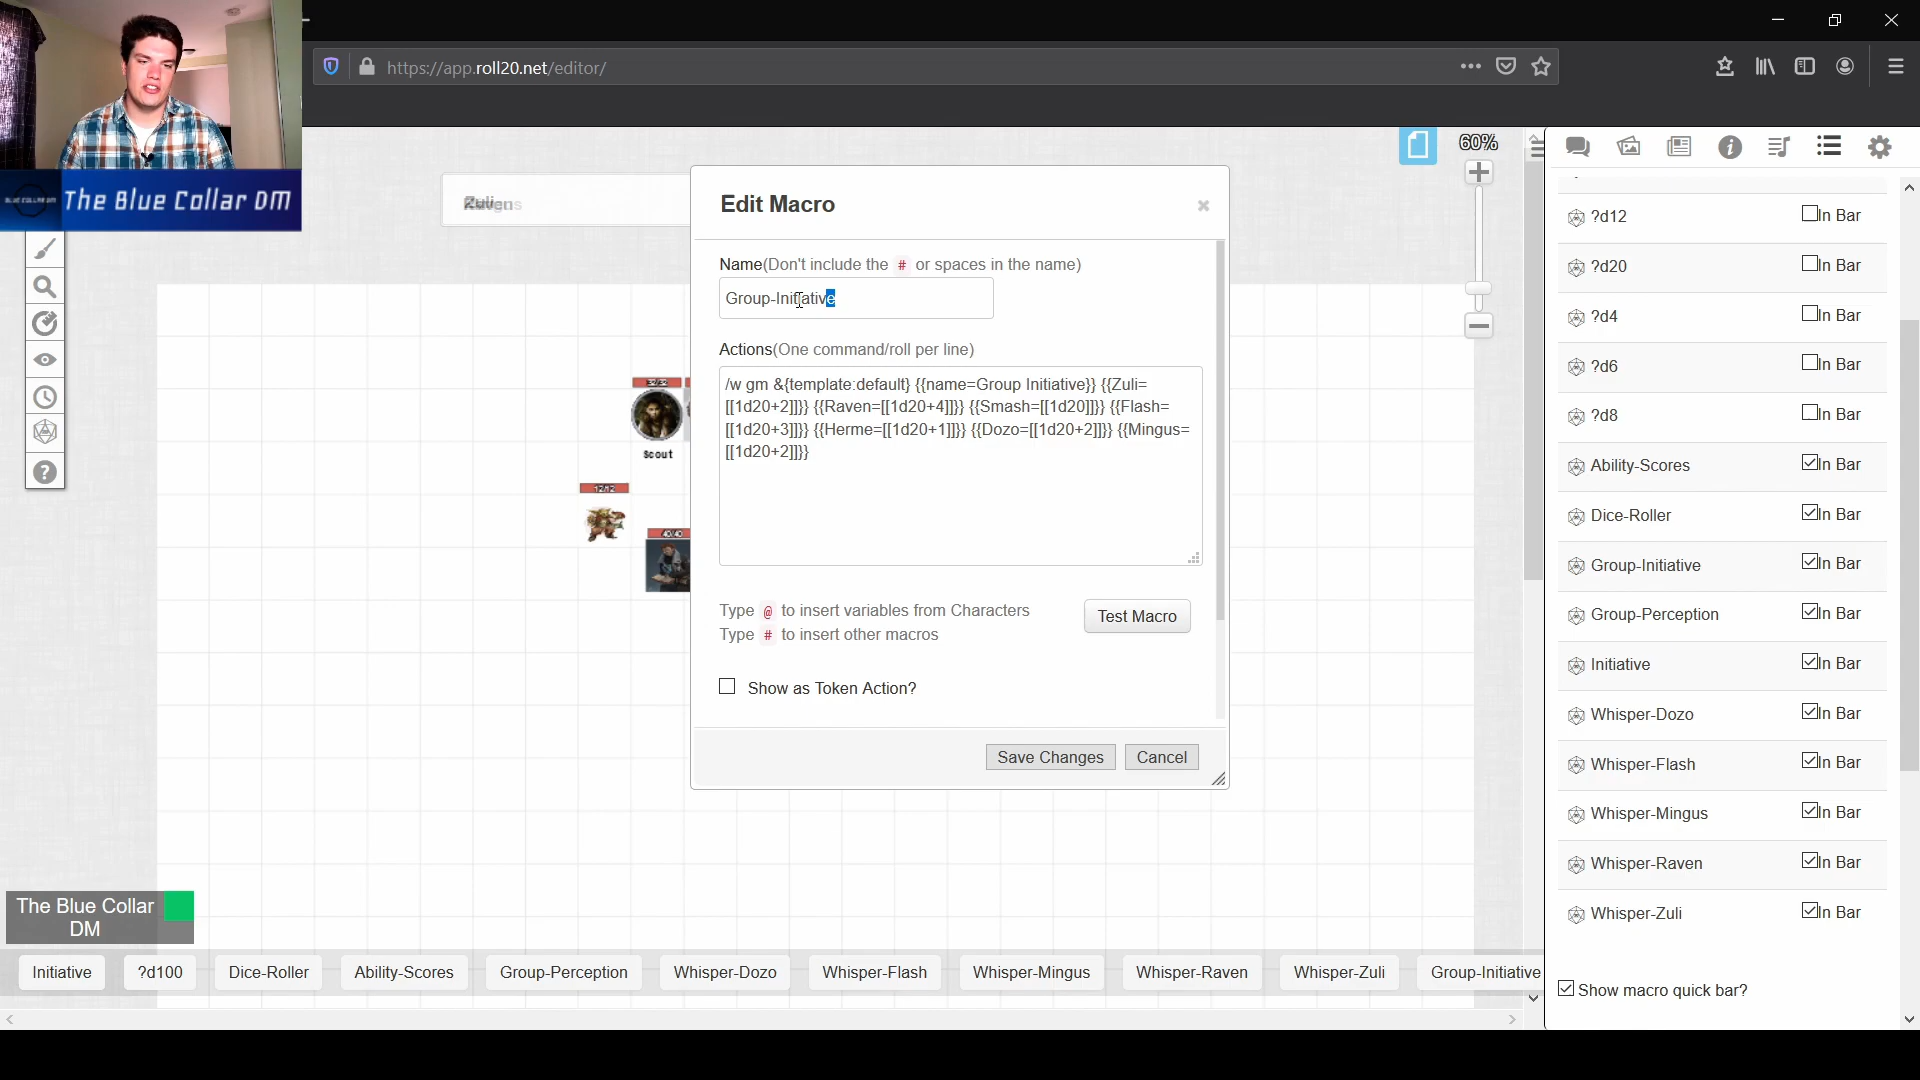 https://app.roll20.net/editor/
The Blue Collar DM
60%
Edit Macro
Name(Don't include the # or spaces in the name)
Group-Initiative
Actions(One command/roll per line)
/w gm &{template:default} {{name=Group Initiative}} {{Zuli=
[[1d20+2]]}} {{Raven=[[1d20+4]]}} {{Smash=[[1d20]]}} {{Flash=
[[1d20+3]]}} {{Herme=[[1d20+1]]}} {{Dozo=[[1d20+2]]}} {{Mingus=
[[1d20+2]]}}
Type @ to insert variables from Characters
Type # to insert other macros
Test Macro
Show as Token Action?
Save Changes
Cancel
32/32
Scout
12/12
40/40
?d12 In Bar
?d20 In Bar
?d4 In Bar
?d6 In Bar
?d8 In Bar
Ability-Scores In Bar
Dice-Roller In Bar
Group-Initiative In Bar
Group-Perception In Bar
Initiative In Bar
Whisper-Dozo In Bar
Whisper-Flash In Bar
Whisper-Mingus In Bar
Whisper-Raven In Bar
Whisper-Zuli In Bar
Show macro quick bar?
The Blue Collar
DM
Initiative ?d100 Dice-Roller Ability-Scores Group-Perception Whisper-Dozo Whisper-Flash Whisper-Mingus Whisper-Raven Whisper-Zuli Group-Initiative